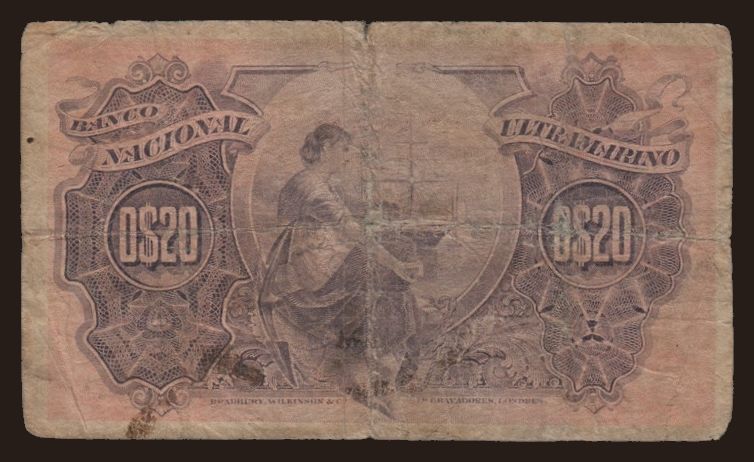 BANCO
NACIONAL
ULTRAMARINO
0$20
0$20
BRADBURY, WILKINSON & C GRAVADORES, LONDRES